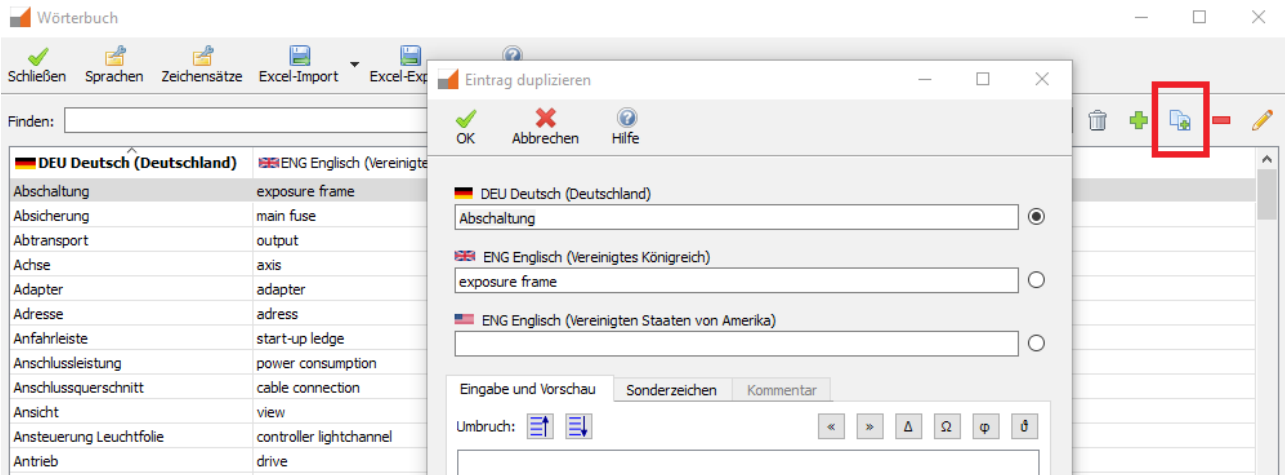 Wörterbuch
Schließen Sprachen Zeichensätze Excel-Import Excel-Exp
Eintrag duplizieren
OK Abbrechen Hilfe
Finden:
DEU Deutsch (Deutschland) ENG Englisch (Vereinigte
Abschaltung exposure frame
Absicherung main fuse
Abtransport output
Achse axis
Adapter adapter
Adresse adress
Anfahrleiste start-up ledge
Anschlussleistung power consumption
Anschlussquerschnitt cable connection
Ansicht view
Ansteuerung Leuchtfolie controller lightchannel
Antrieb drive
DEU Deutsch (Deutschland)
Abschaltung
ENG Englisch (Vereinigtes Königreich)
exposure frame
ENG Englisch (Vereinigten Staaten von Amerika)
Eingabe und Vorschau Sonderzeichen Kommentar
Umbruch: « » Δ Ω φ ϑ